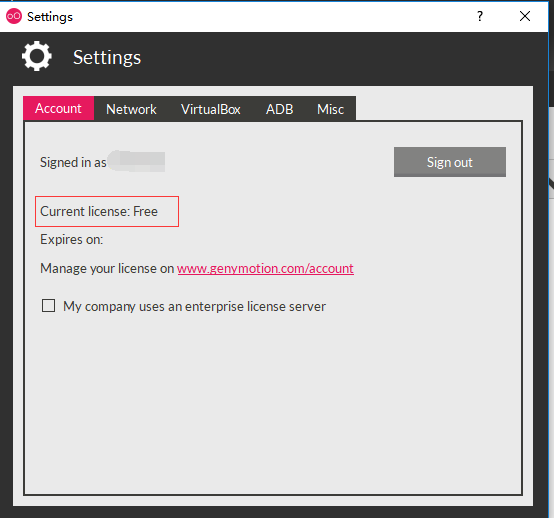 Settings
Settings
Account Network VirtualBox ADB Misc
Signed in as
Sign out
Current license: Free
Expires on:
Manage your license on www.genymotion.com/account
My company uses an enterprise license server